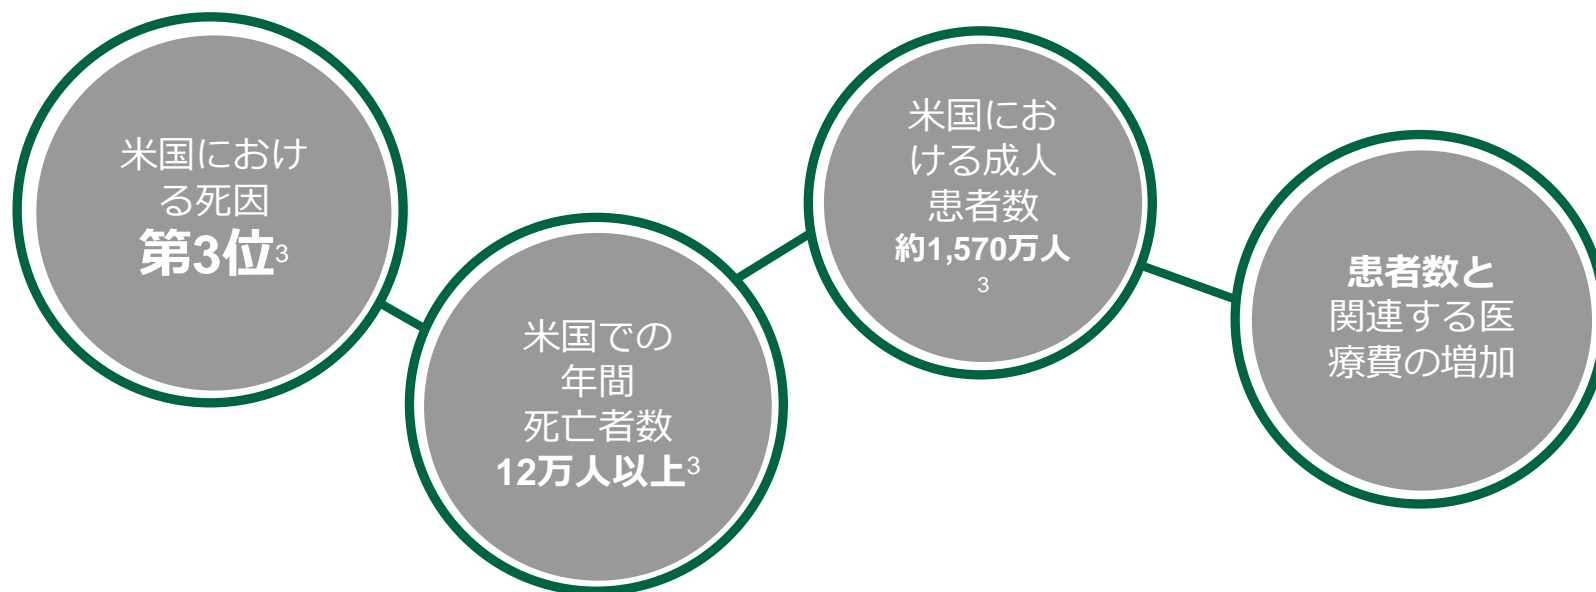 米国におけ
る死因
第3位3
米国での
年間
死亡者数
12万人以上3
米国にお
ける成人
患者数
約1,570万人
3
患者数と
関連する医
療費の増加